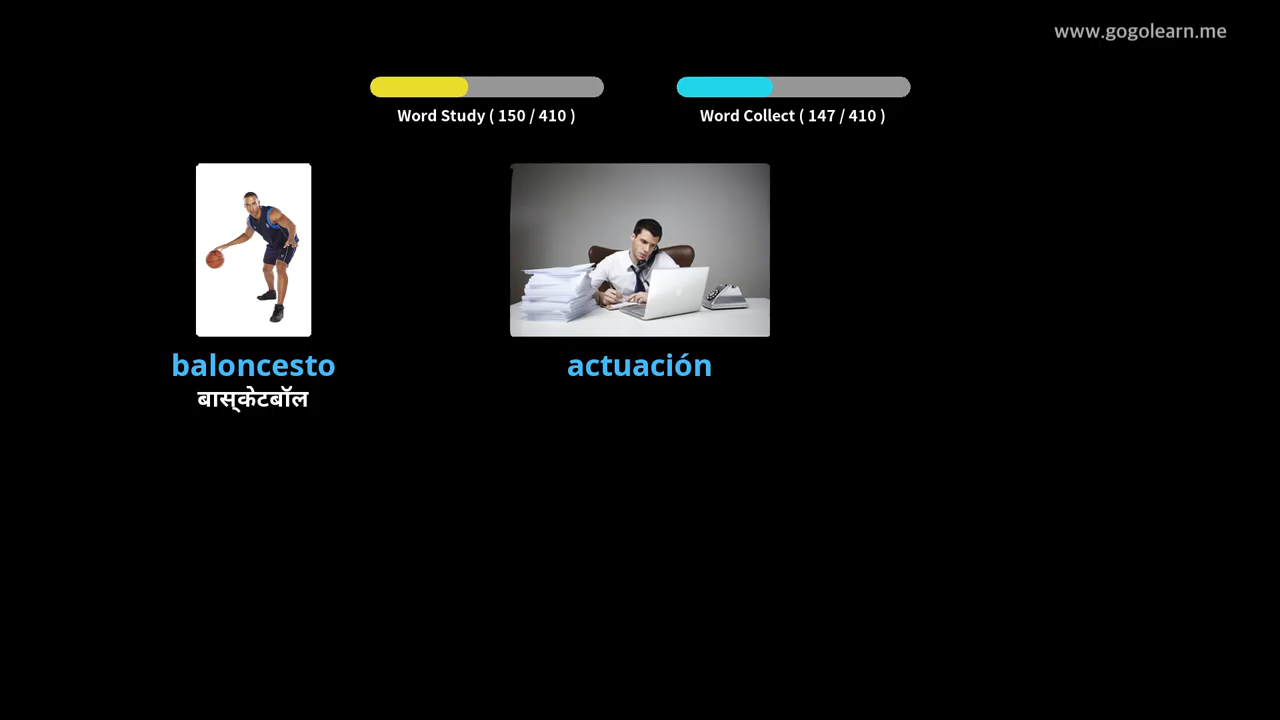 www.gogolearn.me
Word Study ( 150 / 410 )
Word Collect ( 147 / 410 )
baloncesto
बास्केटबॉल
actuación